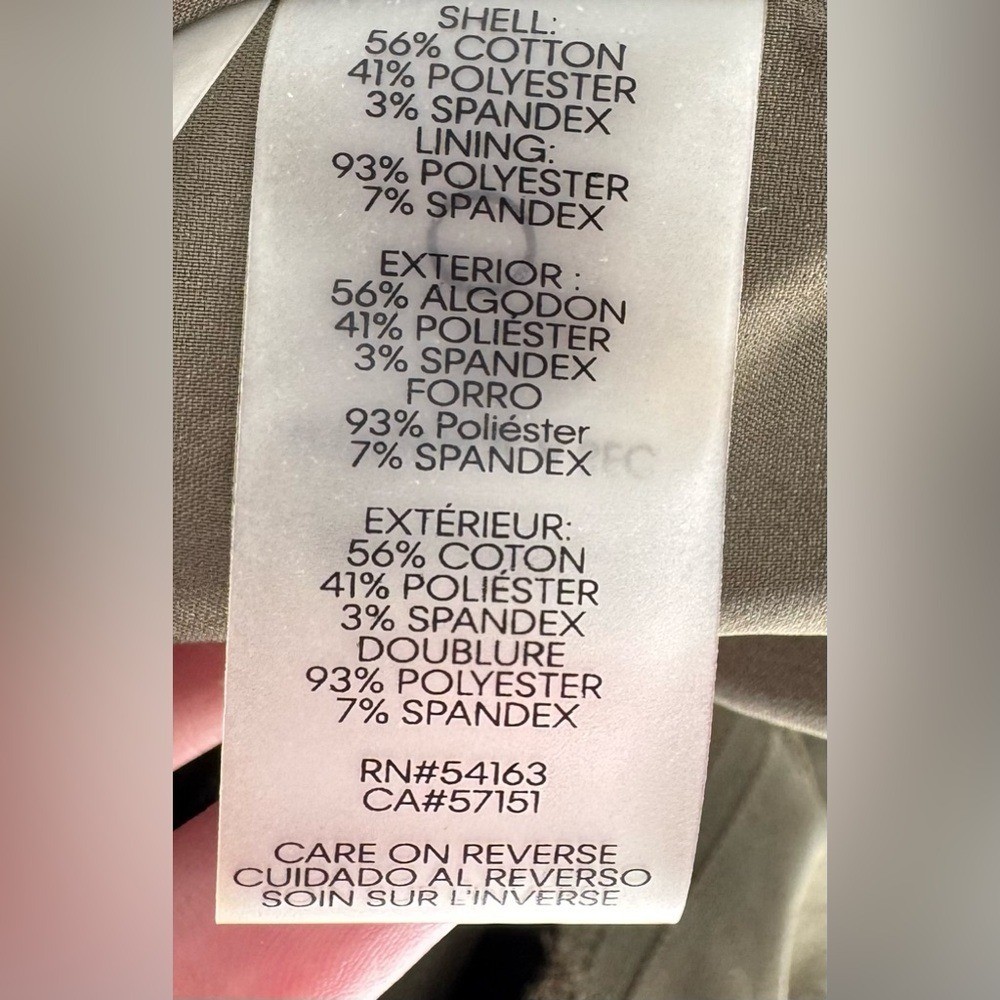 SHELL:
56% COTTON
41% POLYESTER
3% SPANDEX
LINING:
93% POLYESTER
7% SPANDEX
EXTERIOR :
56% ALGODON
41% POLIÉSTER
3% SPANDEX
FORRO
93% Poliéster
7% SPANDEX
EXTÉRIEUR:
56% COTON
41% POLIÉSTER
3% SPANDEX
DOUBLURE
93% POLYESTER
7% SPANDEX
RN#54163
CA#57151
CARE ON REVERSE
CUIDADO AL REVERSO
SOIN SUR L'INVERSE